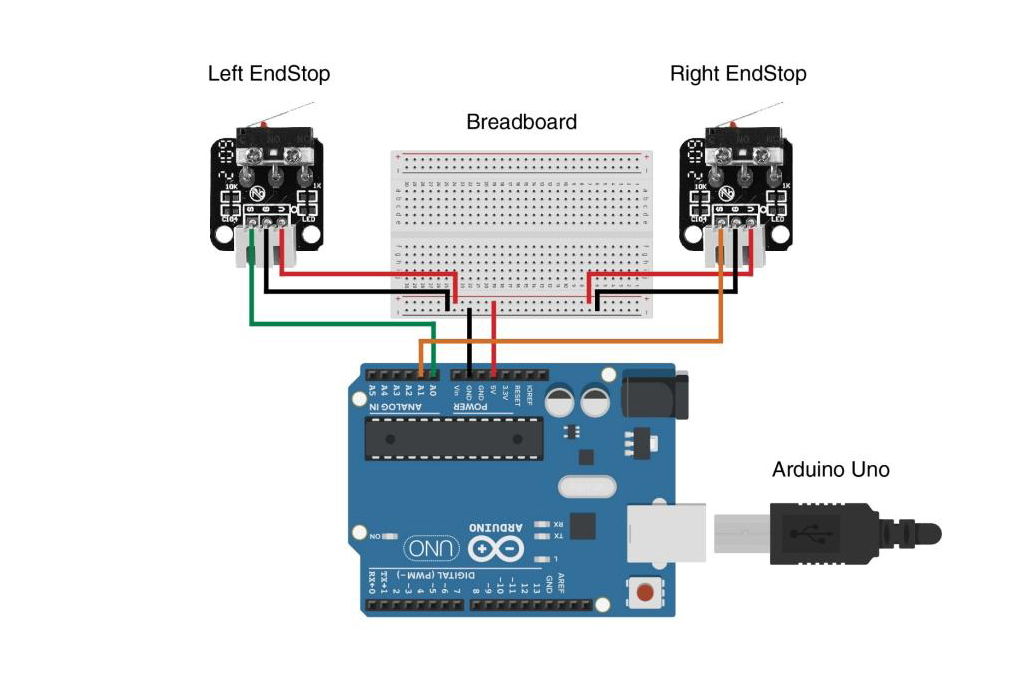 Left EndStop
Right EndStop
Breadboard
NO
NO
10K
1K
10K
1K
S G V
S G V
C104
LED
C104
LED
A5 A4 A3 A2 A1 A0
Vin GND GND 5V 3.3V RESET IOREF
ANALOG IN
POWER
Arduino Uno
ON
UNO
ARDUINO
RX
TX
L
DIGITAL (PWM~)
RX←0 TX→1 2 ~3 4 ~5 ~6 7
8 ~9 ~10 ~11 12 13 GND AREF